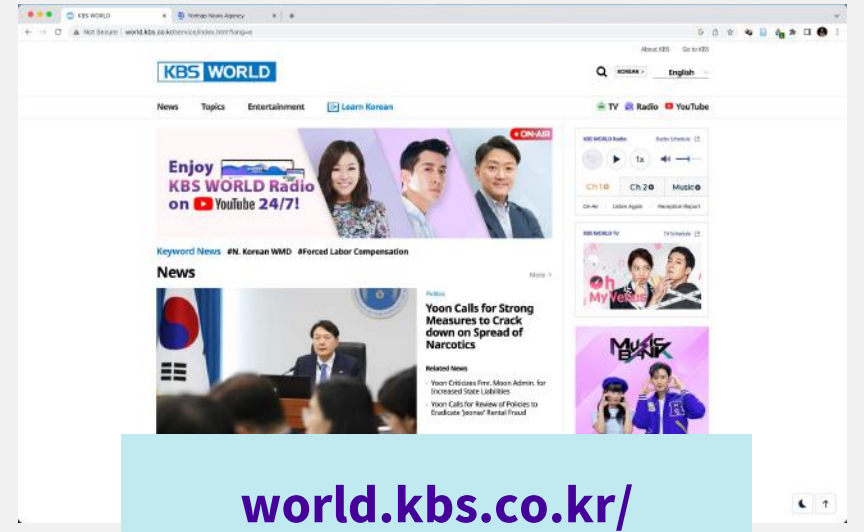 KBS WORLD
Yonhap News Agency
Not Secure
world.kbs.co.kr/service/index.htm?lang=e
About KBS
Go to KBS
KBS WORLD
KOREAN >
English
News
Topics
Entertainment
Learn Korean
TV
Radio
YouTube
ON-AIR
Enjoy
KBS WORLD Radio
on YouTube 24/7!
KBS WORLD Radio
Radio Schedule
1x
Ch 1
Ch 2
Music
On-Air
Listen Again
Reception Report
Keyword News #N. Korean WMD #Forced Labor Compensation
News
More >
KBS WORLD TV
TV Schedule
Oh
My Venus
Politics
Yoon Calls for Strong
Measures to Crack
down on Spread of
Narcotics
Related News
Yoon Criticizes Fmr. Moon Admin. for
Increased State Liabilities
Yoon Calls for Review of Policies to
Eradicate 'Jeonse' Rental Fraud
MUSIC
BANK
R
world.kbs.co.kr/